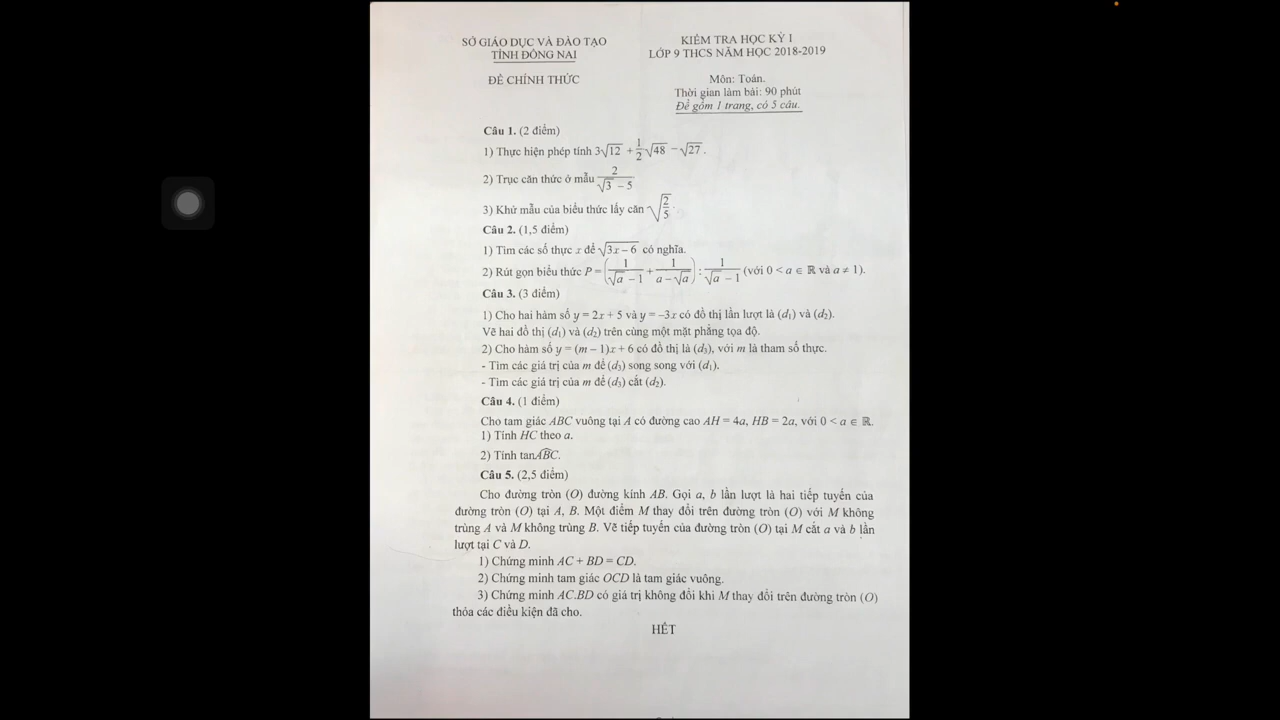 SỞ GIÁO DỤC VÀ ĐÀO TẠO
TỈNH ĐỒNG NAI
ĐỀ CHÍNH THỨC
KIỂM TRA HỌC KỲ I
LỚP 9 THCS NĂM HỌC 2018-2019
Môn: Toán.
Thời gian làm bài: 90 phút
Đề gồm 1 trang, có 5 câu.
Câu 1. (2 điểm)
1) Thực hiện phép tính 3√12 + 1/2 √48 − √27 .
2) Trục căn thức ở mẫu 2/(√3 − 5)
3) Khử mẫu của biểu thức lấy căn √(2/5) .
Câu 2. (1,5 điểm)
1) Tìm các số thực x để √(3x − 6) có nghĩa.
2) Rút gọn biểu thức P = (1/(√a − 1) + 1/(a − √a)) : 1/(√a − 1) (với 0 < a ∈ ℝ và a ≠ 1).
Câu 3. (3 điểm)
1) Cho hai hàm số y = 2x + 5 và y = –3x có đồ thị lần lượt là (d₁) và (d₂).
Vẽ hai đồ thị (d₁) và (d₂) trên cùng một mặt phẳng tọa độ.
2) Cho hàm số y = (m – 1)x + 6 có đồ thị là (d₃), với m là tham số thực.
- Tìm các giá trị của m để (d₃) song song với (d₁).
- Tìm các giá trị của m để (d₃) cắt (d₂).
Câu 4. (1 điểm)
Cho tam giác ABC vuông tại A có đường cao AH = 4a, HB = 2a, với 0 < a ∈ ℝ.
1) Tính HC theo a.
2) Tính tanABC.
Câu 5. (2,5 điểm)
Cho đường tròn (O) đường kính AB. Gọi a, b lần lượt là hai tiếp tuyến của
đường tròn (O) tại A, B. Một điểm M thay đổi trên đường tròn (O) với M không
trùng A và M không trùng B. Vẽ tiếp tuyến của đường tròn (O) tại M cắt a và b lần
lượt tại C và D.
1) Chứng minh AC + BD = CD.
2) Chứng minh tam giác OCD là tam giác vuông.
3) Chứng minh AC.BD có giá trị không đổi khi M thay đổi trên đường tròn (O)
thỏa các điều kiện đã cho.
HẾT